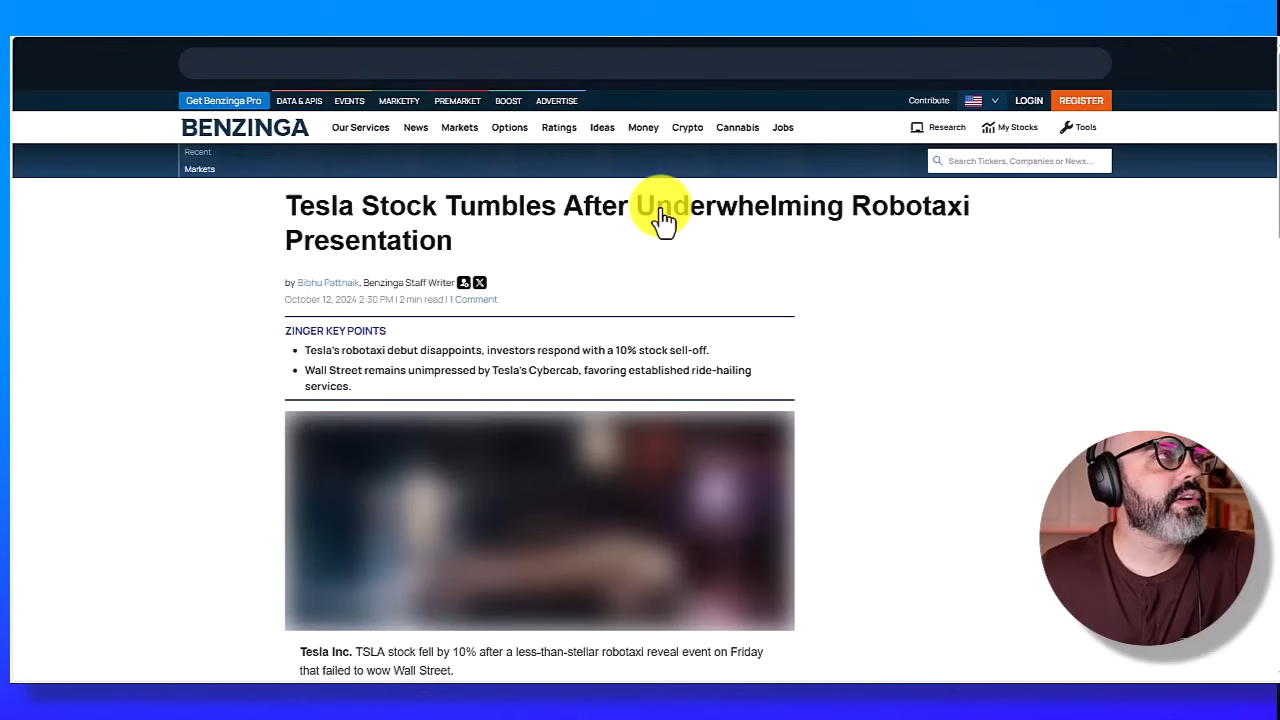 Get Benzinga Pro DATA & APIS EVENTS MARKETFY PREMARKET BOOST ADVERTISE Contribute LOGIN REGISTER
BENZINGA Our Services News Markets Options Ratings Ideas Money Crypto Cannabis Jobs Research My Stocks Tools
Recent
Markets
Search Tickers, Companies or News...
Tesla Stock Tumbles After Underwhelming Robotaxi
Presentation
by Bibhu Pattnaik, Benzinga Staff Writer
October 12, 2024 2:30 PM | 2 min read | 1 Comment
ZINGER KEY POINTS
• Tesla's robotaxi debut disappoints, investors respond with a 10% stock sell-off.
• Wall Street remains unimpressed by Tesla's Cybercab, favoring established ride-hailing
services.
Tesla Inc. TSLA stock fell by 10% after a less-than-stellar robotaxi reveal event on Friday
that failed to wow Wall Street.